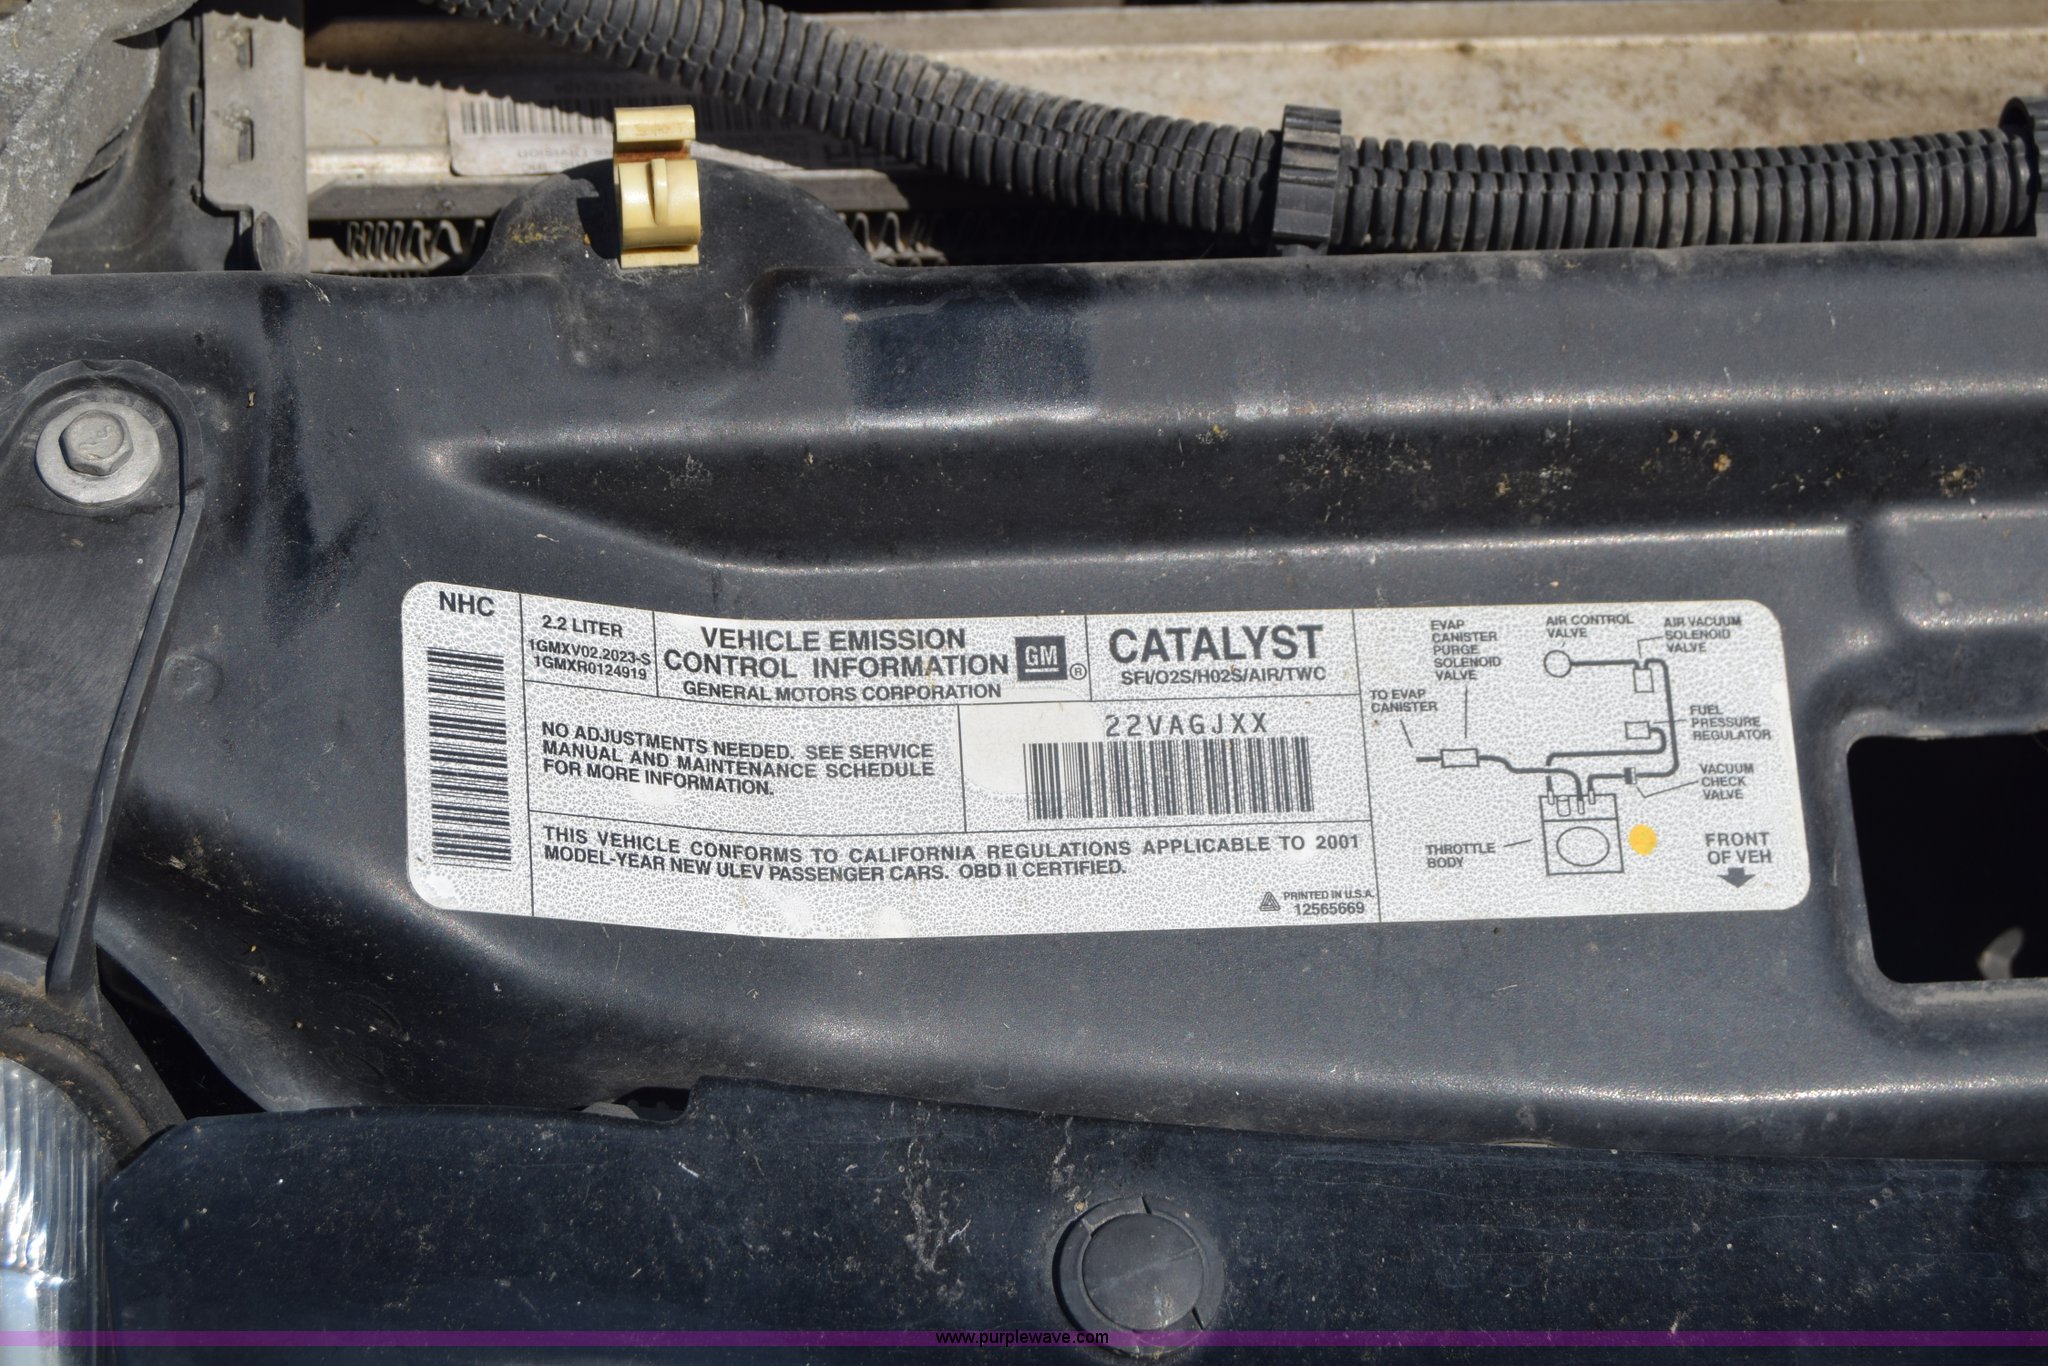 NHC
2.2 LITER
1GMXV02.2023-S
1GMXR0124919
VEHICLE EMISSION
CONTROL INFORMATION
GENERAL MOTORS CORPORATION
GM
®
CATALYST
SFI/O2S/HO2S/AIR/TWC
NO ADJUSTMENTS NEEDED. SEE SERVICE
MANUAL AND MAINTENANCE SCHEDULE
FOR MORE INFORMATION.
22VAGJXX
THIS VEHICLE CONFORMS TO CALIFORNIA REGULATIONS APPLICABLE TO 2001
MODEL-YEAR NEW ULEV PASSENGER CARS. OBD II CERTIFIED.
PRINTED IN U.S.A.
12565669
EVAP
CANISTER
PURGE
SOLENOID
VALVE
AIR CONTROL
VALVE
AIR VACUUM
SOLENOID
VALVE
TO EVAP
CANISTER
FUEL
PRESSURE
REGULATOR
VACUUM
CHECK
VALVE
THROTTLE
BODY
FRONT
OF VEH
www.purplewave.com